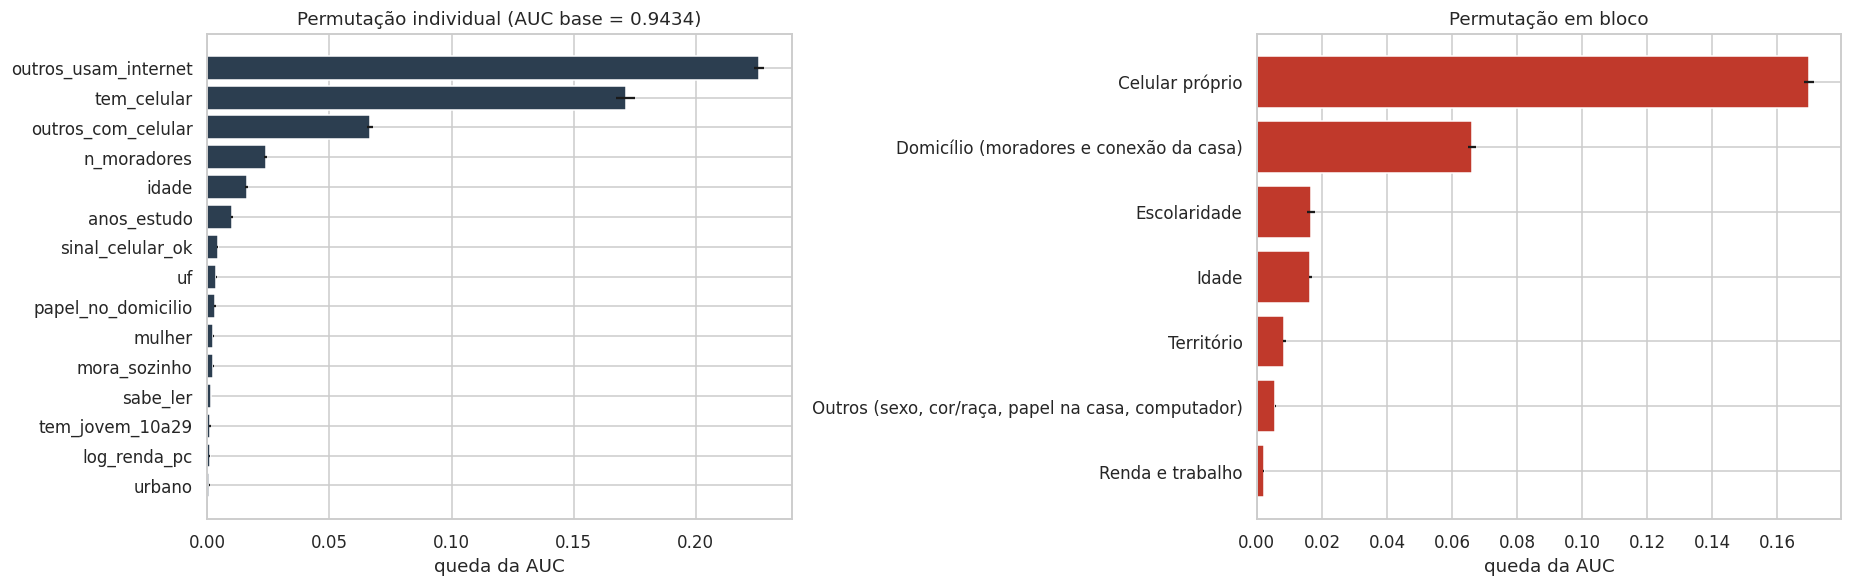 Permutação individual (AUC base = 0.9434)
outros_usam_internet
tem_celular
outros_com_celular
n_moradores
idade
anos_estudo
sinal_celular_ok
uf
papel_no_domicilio
mulher
mora_sozinho
sabe_ler
tem_jovem_10a29
log_renda_pc
urbano
0.00 0.05 0.10 0.15 0.20
queda da AUC
Permutação em bloco
Celular próprio
Domicílio (moradores e conexão da casa)
Escolaridade
Idade
Território
Outros (sexo, cor/raça, papel na casa, computador)
Renda e trabalho
0.00 0.02 0.04 0.06 0.08 0.10 0.12 0.14 0.16
queda da AUC